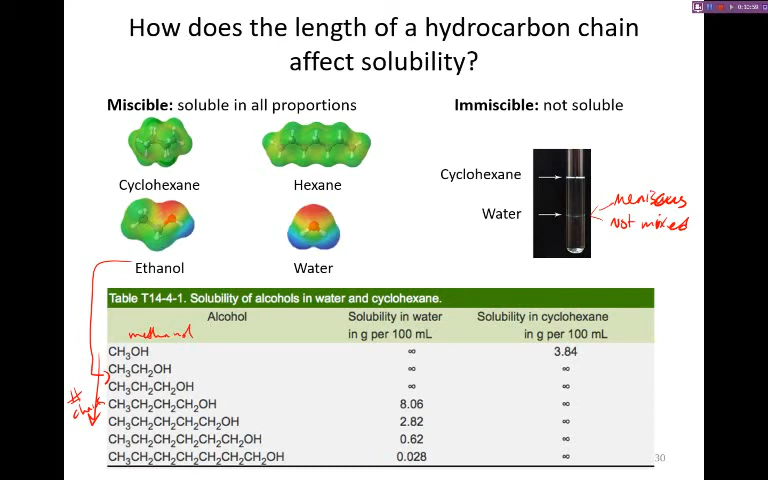 How does the length of a hydrocarbon chain
affect solubility?
Miscible: soluble in all proportions
Immiscible: not soluble
Cyclohexane
Hexane
Ethanol
Water
Cyclohexane
Water
meniscus
not mixed
Table T14-4-1. Solubility of alcohols in water and cyclohexane.
Alcohol Solubility in water Solubility in cyclohexane
in g per 100 mL in g per 100 mL
methanol
CH₃OH ∞ 3.84
CH₃CH₂OH ∞ ∞
CH₃CH₂CH₂OH ∞ ∞
CH₃CH₂CH₂CH₂OH 8.06 ∞
CH₃CH₂CH₂CH₂CH₂OH 2.82 ∞
CH₃CH₂CH₂CH₂CH₂CH₂OH 0.62 ∞
CH₃CH₂CH₂CH₂CH₂CH₂CH₂OH 0.028 ∞
#
30